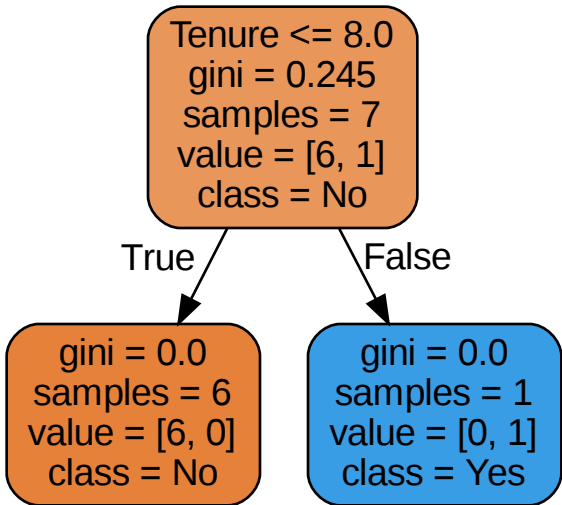 Tenure <= 8.0
gini = 0.245
samples = 7
value = [6, 1]
class = No
True
False
gini = 0.0
samples = 6
value = [6, 0]
class = No
gini = 0.0
samples = 1
value = [0, 1]
class = Yes